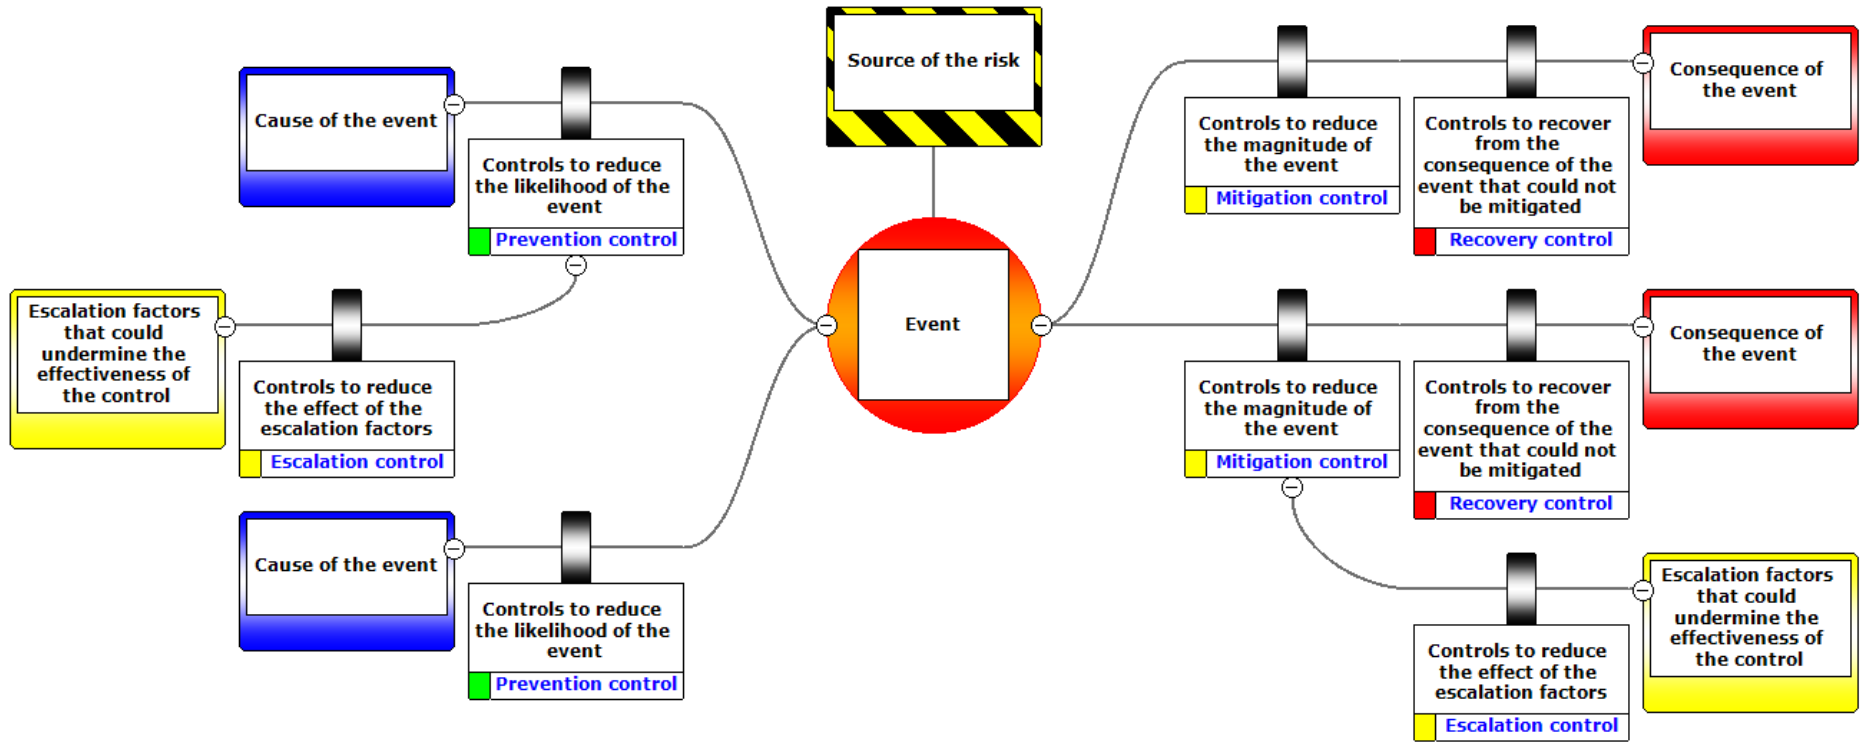 Source of the risk
Cause of the event
Controls to reduce
the likelihood of the
event
Prevention control
Escalation factors
that could
undermine the
effectiveness of
the control
Controls to reduce
the effect of the
escalation factors
Escalation control
Cause of the event
Controls to reduce
the likelihood of the
event
Prevention control
Event
Controls to reduce
the magnitude of
the event
Mitigation control
Controls to recover
from the
consequence of the
event that could not
be mitigated
Recovery control
Consequence of
the event
Controls to reduce
the magnitude of
the event
Mitigation control
Controls to recover
from the
consequence of the
event that could not
be mitigated
Recovery control
Consequence of
the event
Controls to reduce
the effect of the
escalation factors
Escalation control
Escalation factors
that could
undermine the
effectiveness of
the control